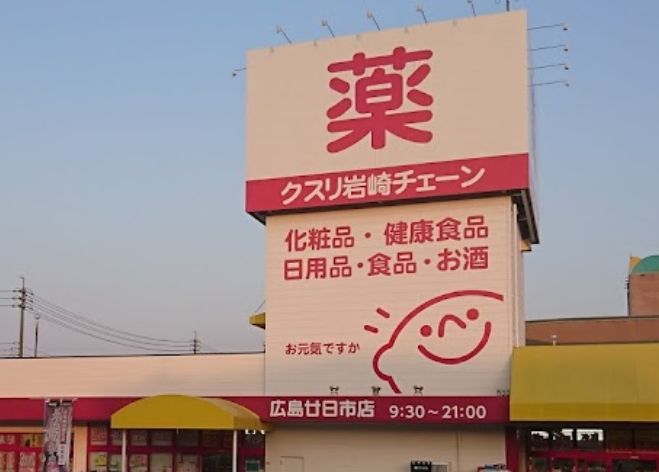 薬
クスリ岩崎チェーン
化粧品・健康食品
日用品・食品・お酒
お元気ですか
広島廿日市店 9:30～21:00